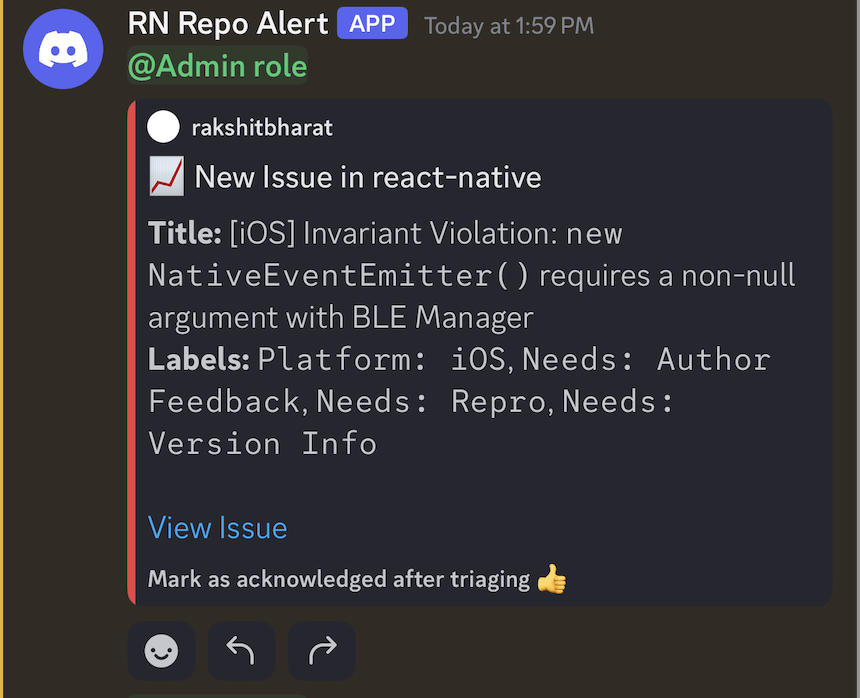 RN Repo Alert APP Today at 1:59 PM
@Admin role
rakshitbharat
New Issue in react-native
Title: [iOS] Invariant Violation: new
NativeEventEmitter() requires a non-null
argument with BLE Manager
Labels: Platform: iOS, Needs: Author
Feedback, Needs: Repro, Needs:
Version Info
View Issue
Mark as acknowledged after triaging 👍